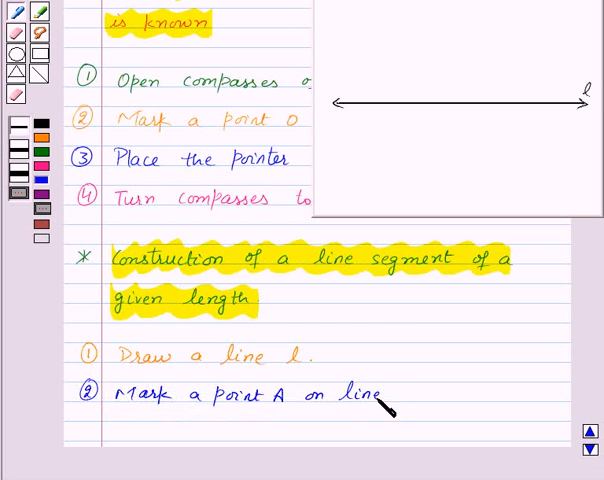 is known
① Open compasses
② Mark a point O
③ Place the pointer
④ Turn compasses to
l
* Construction of a line segment of a
given length.
① Draw a line l.
② Mark a point A on line